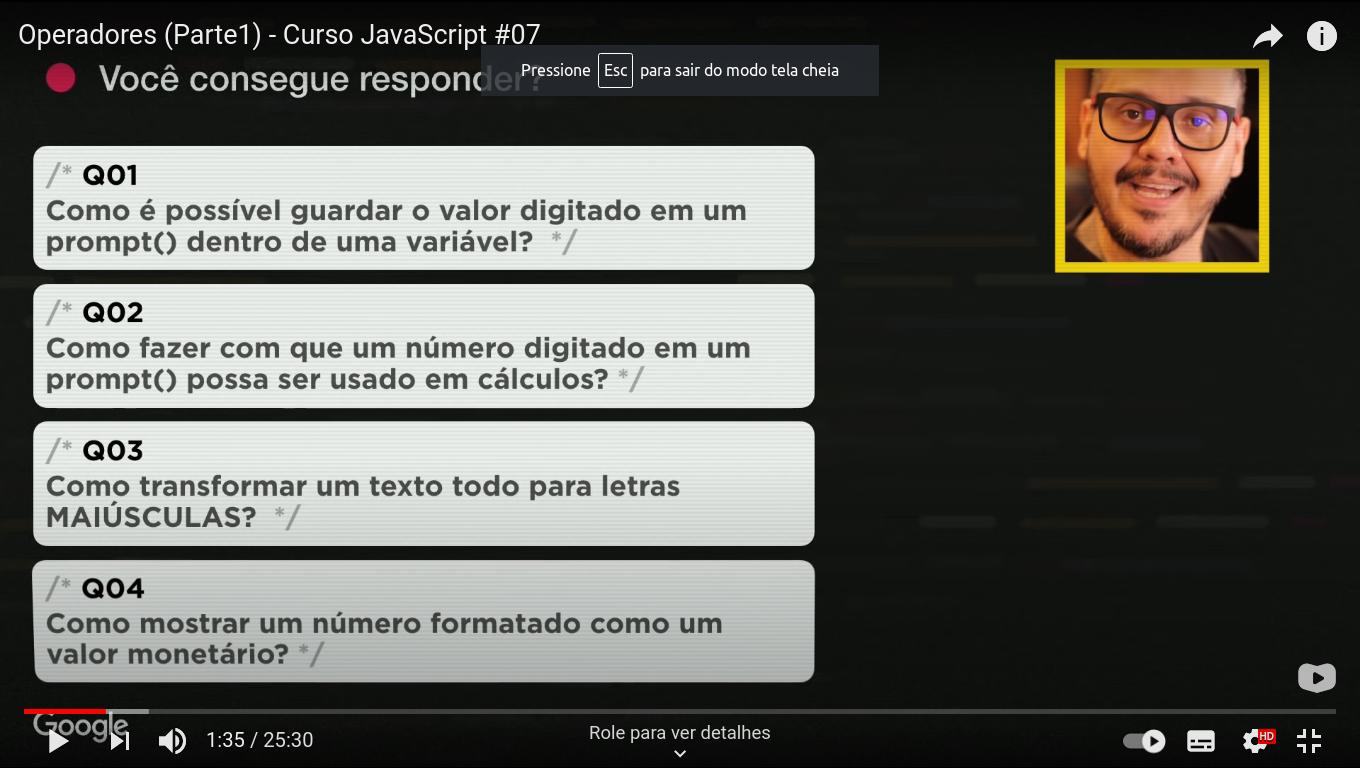 Operadores (Parte1) - Curso JavaScript #07
Você consegue responder?
Pressione Esc para sair do modo tela cheia
/* Q01
Como é possível guardar o valor digitado em um
prompt() dentro de uma variável? */
/* Q02
Como fazer com que um número digitado em um
prompt() possa ser usado em cálculos? */
/* Q03
Como transformar um texto todo para letras
MAIÚSCULAS? */
/* Q04
Como mostrar um número formatado como um
valor monetário? */
Google
1:35 / 25:30
Role para ver detalhes
HD